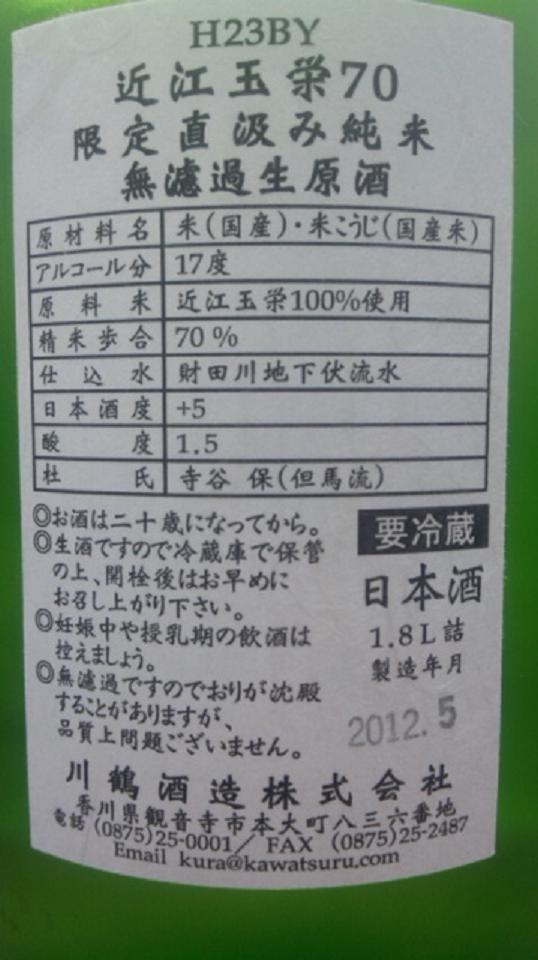 H23BY
近江玉栄70
限定直汲み純米
無濾過生原酒
原材料名 米(国産)・米こうじ(国産米)
アルコール分 17度
原料米 近江玉栄100%使用
精米歩合 70 %
仕込水 財田川地下伏流水
日本酒度 +5
酸度 1.5
杜氏 寺谷 保(但馬流)
◎お酒は二十歳になってから。
◎生酒ですので冷蔵庫で保管
の上、開栓後はお早めに
お召し上がり下さい。
◎妊娠中や授乳期の飲酒は
控えましょう。
◎無濾過ですのでおりが沈殿
することがありますが、
品質上問題ございません。
要冷蔵
日本酒
1.8L詰
製造年月
2012.5
川鶴酒造株式会社
香川県観音寺市本大町八三六番地
電話 (0875)25-0001/ FAX (0875)25-2487
Email kura@kawatsuru.com